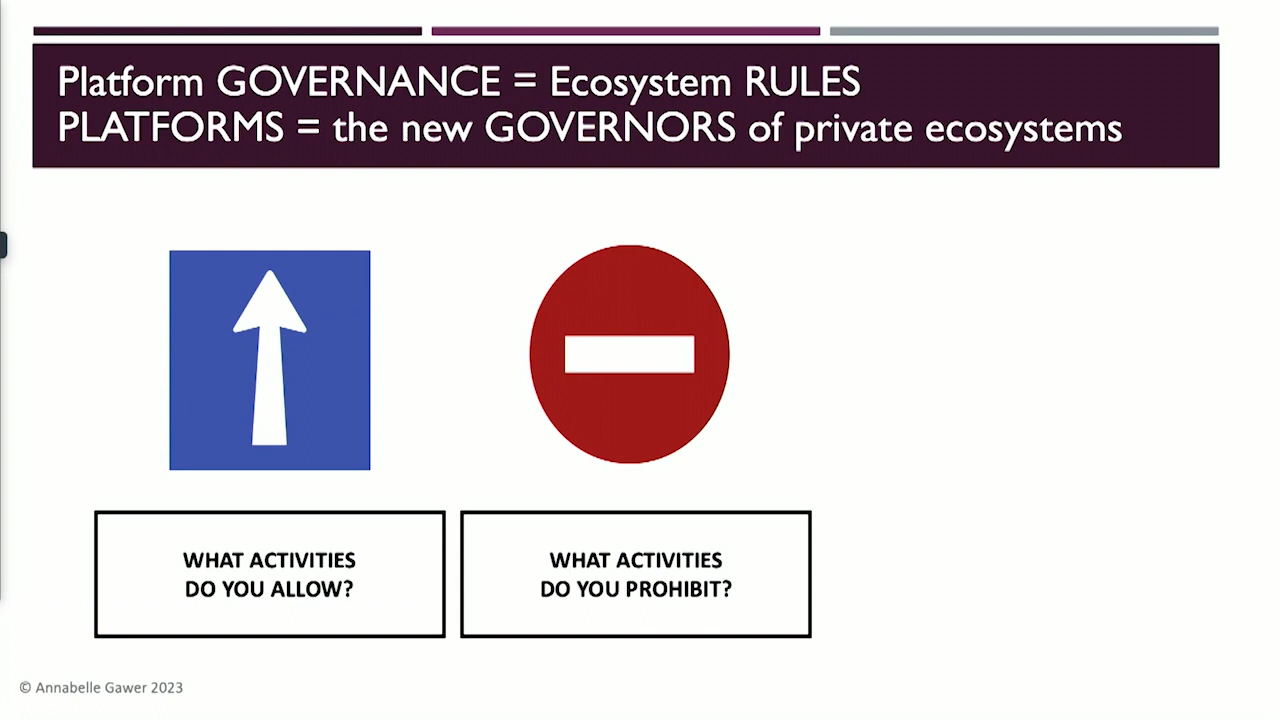 Platform GOVERNANCE = Ecosystem RULES
PLATFORMS = the new GOVERNORS of private ecosystems
WHAT ACTIVITIES
DO YOU ALLOW?
WHAT ACTIVITIES
DO YOU PROHIBIT?
© Annabelle Gawer 2023